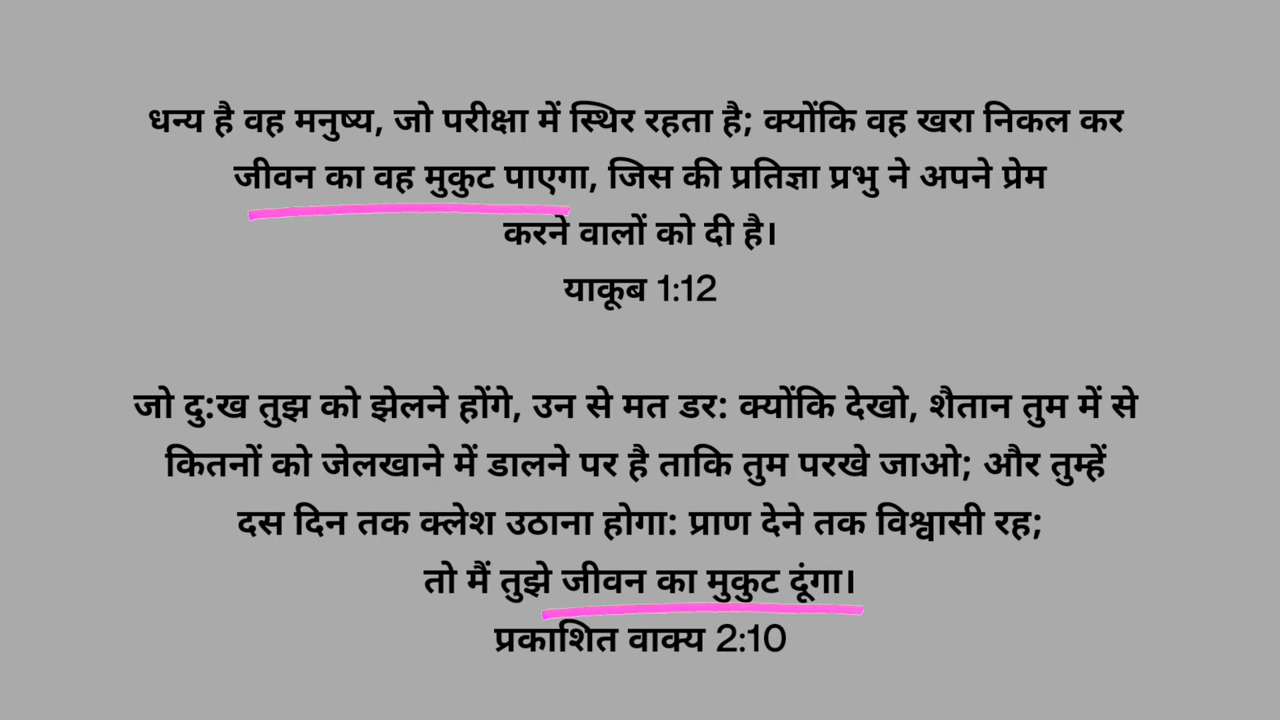 धन्य है वह मनुष्य, जो परीक्षा में स्थिर रहता है; क्योंकि वह खरा निकल कर
जीवन का वह मुकुट पाएगा, जिस की प्रतिज्ञा प्रभु ने अपने प्रेम
करने वालों को दी है।
याकूब 1:12
जो दु:ख तुझ को झेलने होंगे, उन से मत डर: क्योंकि देखो, शैतान तुम में से
कितनों को जेलखाने में डालने पर है ताकि तुम परखे जाओ; और तुम्हें
दस दिन तक क्लेश उठाना होगा: प्राण देने तक विश्वासी रह;
तो मैं तुझे जीवन का मुकुट दूंगा।
प्रकाशित वाक्य 2:10